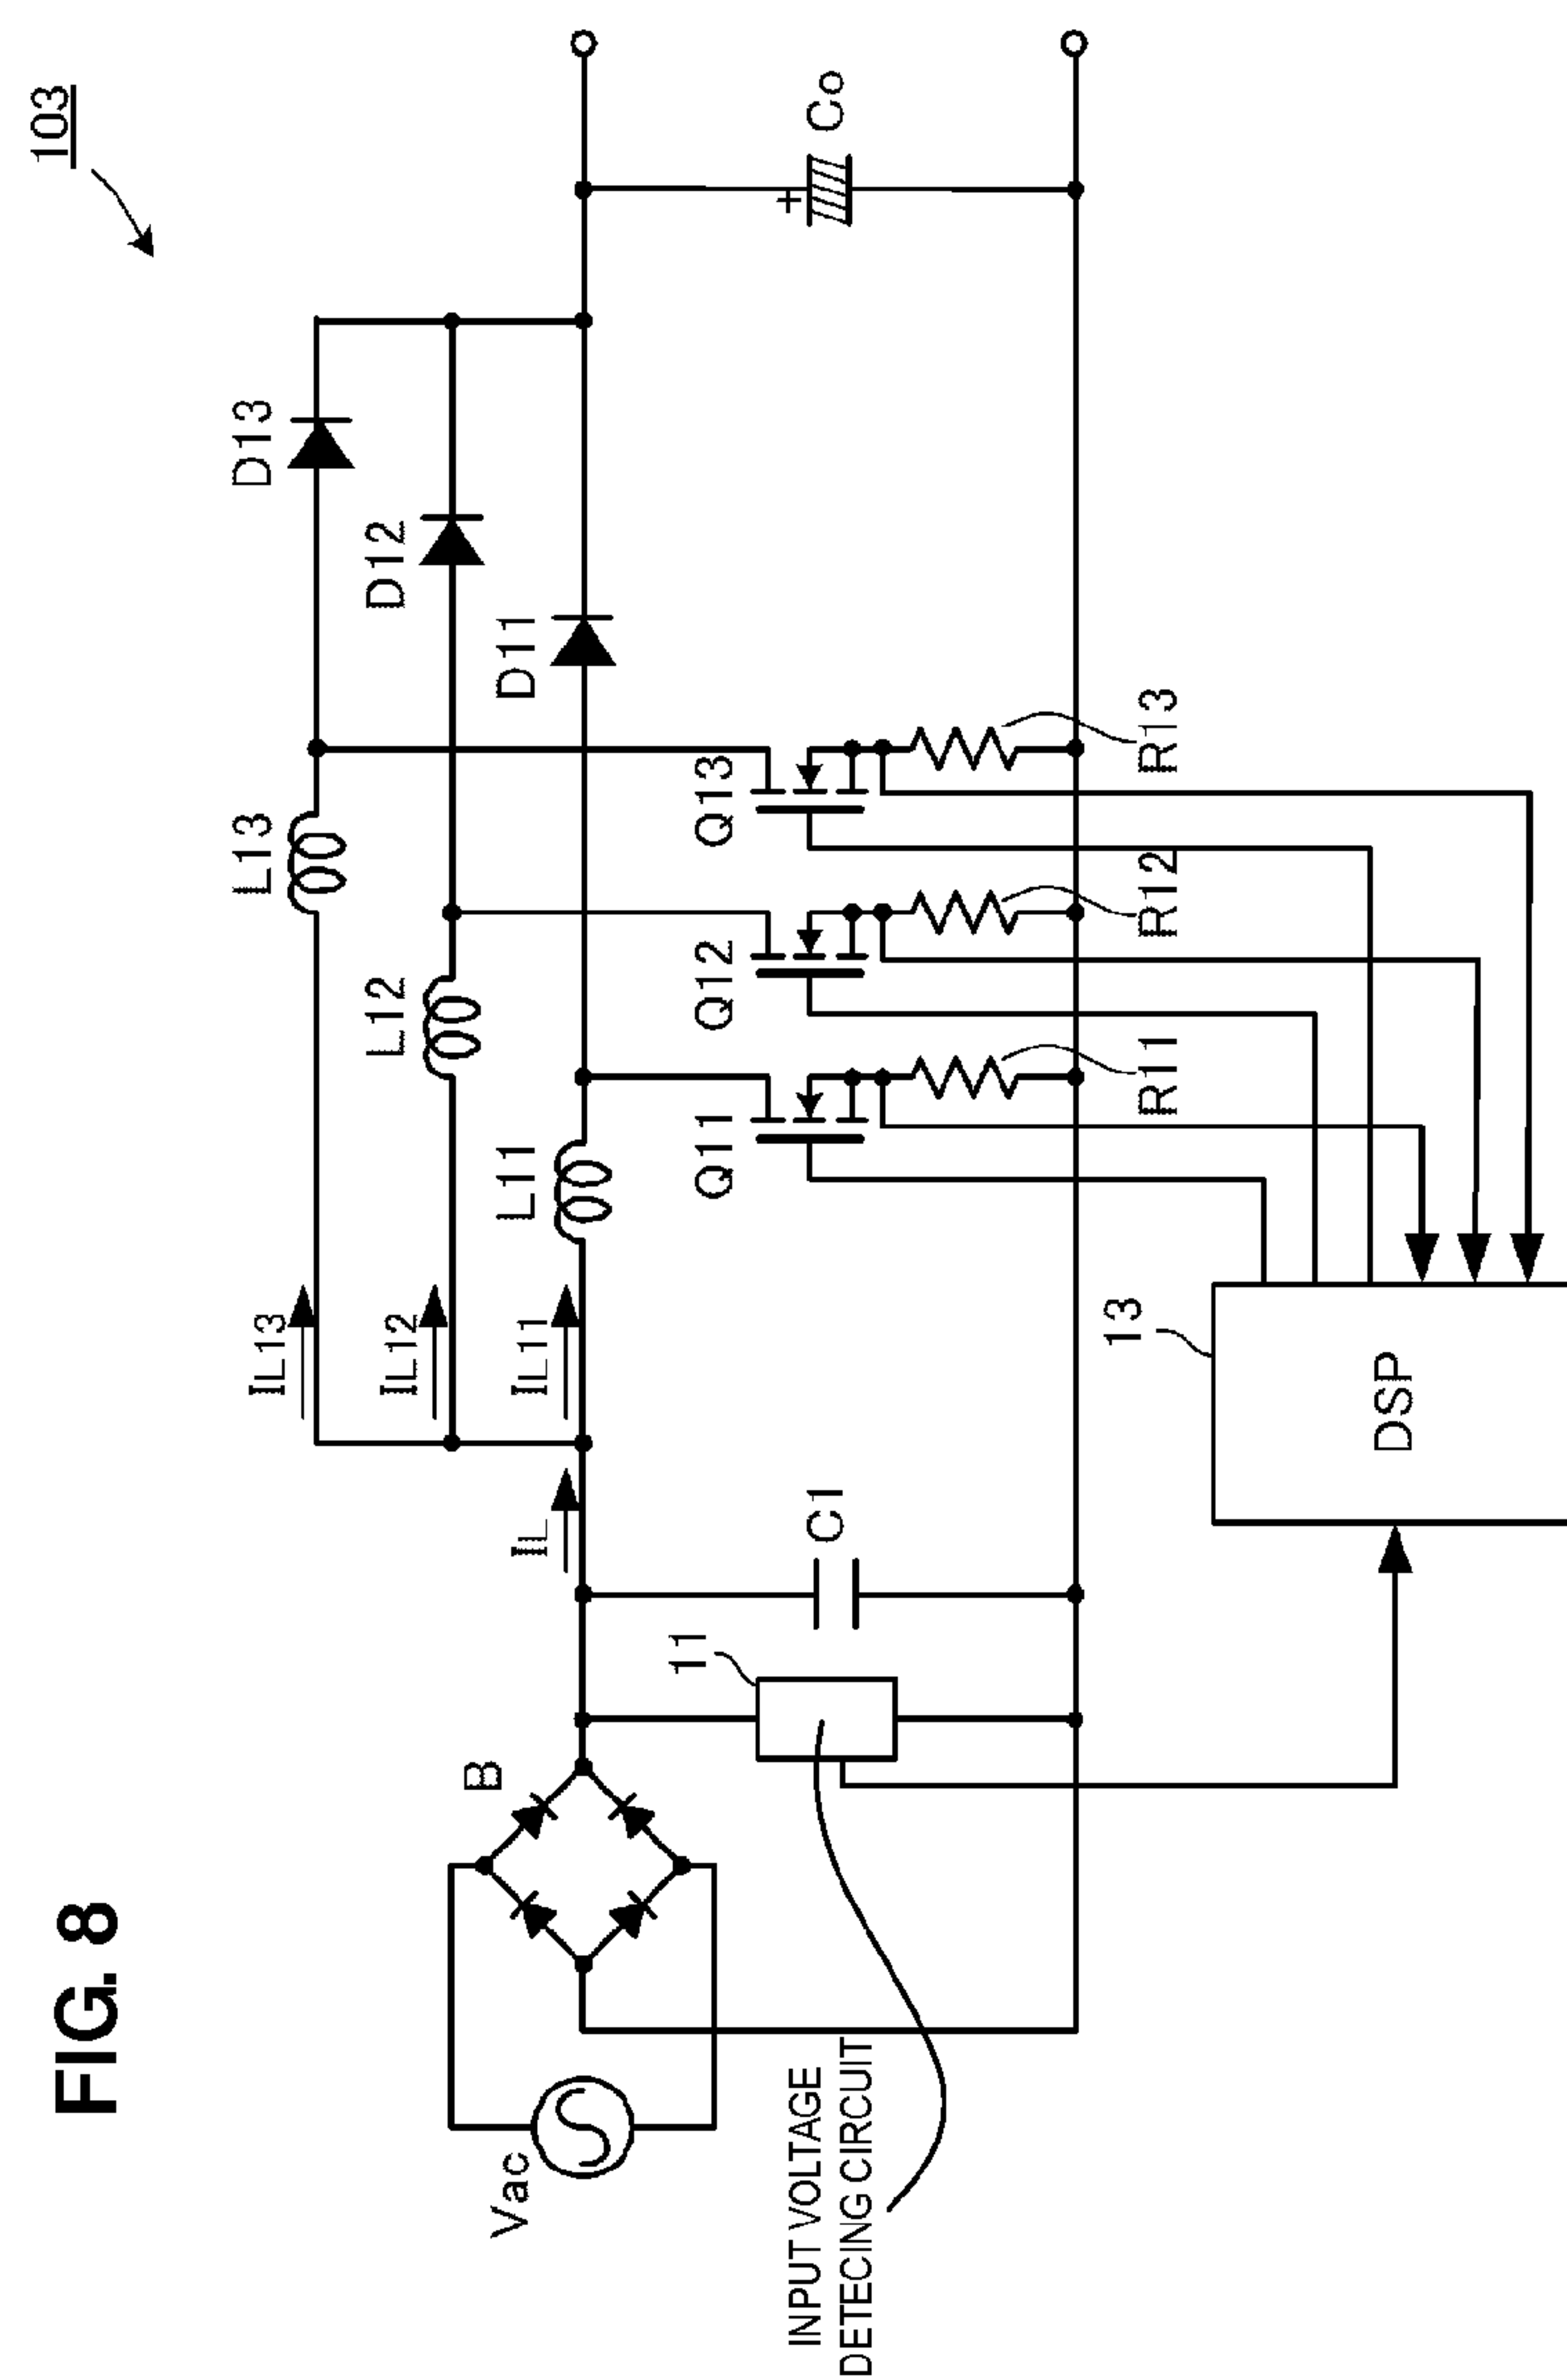 FIG. 8
103
Vac
B
INPUT VOLTAGE
DETECING CIRCUIT
11
C1
IL
IL13
IL12
IL11
L13
L12
L11
D13
D12
D11
Q11
Q12
Q13
R11
R12
R13
+
Co
13
DSP